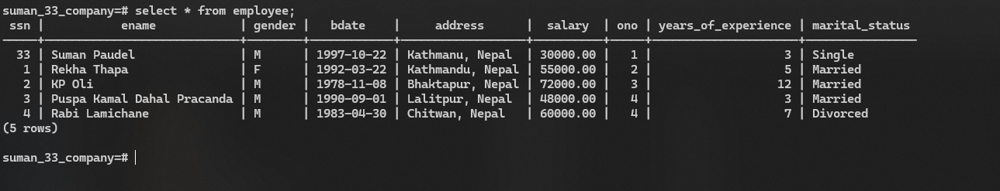 suman_33_company=# select * from employee;
 ssn |           ename            | gender |   bdate    |     address      |  salary  | ono | years_of_experience | marital_status
-----+----------------------------+--------+------------+------------------+----------+-----+---------------------+----------------
  33 | Suman Paudel               | M      | 1997-10-22 | Kathmanu, Nepal  | 30000.00 |   1 |                   3 | Single
   1 | Rekha Thapa                | F      | 1992-03-22 | Kathmandu, Nepal | 55000.00 |   2 |                   5 | Married
   2 | KP Oli                     | M      | 1978-11-08 | Bhaktapur, Nepal | 72000.00 |   3 |                  12 | Married
   3 | Puspa Kamal Dahal Pracanda | M      | 1990-09-01 | Lalitpur, Nepal  | 48000.00 |   4 |                   3 | Married
   4 | Rabi Lamichane             | M      | 1983-04-30 | Chitwan, Nepal   | 60000.00 |   4 |                   7 | Divorced
(5 rows)
suman_33_company=#